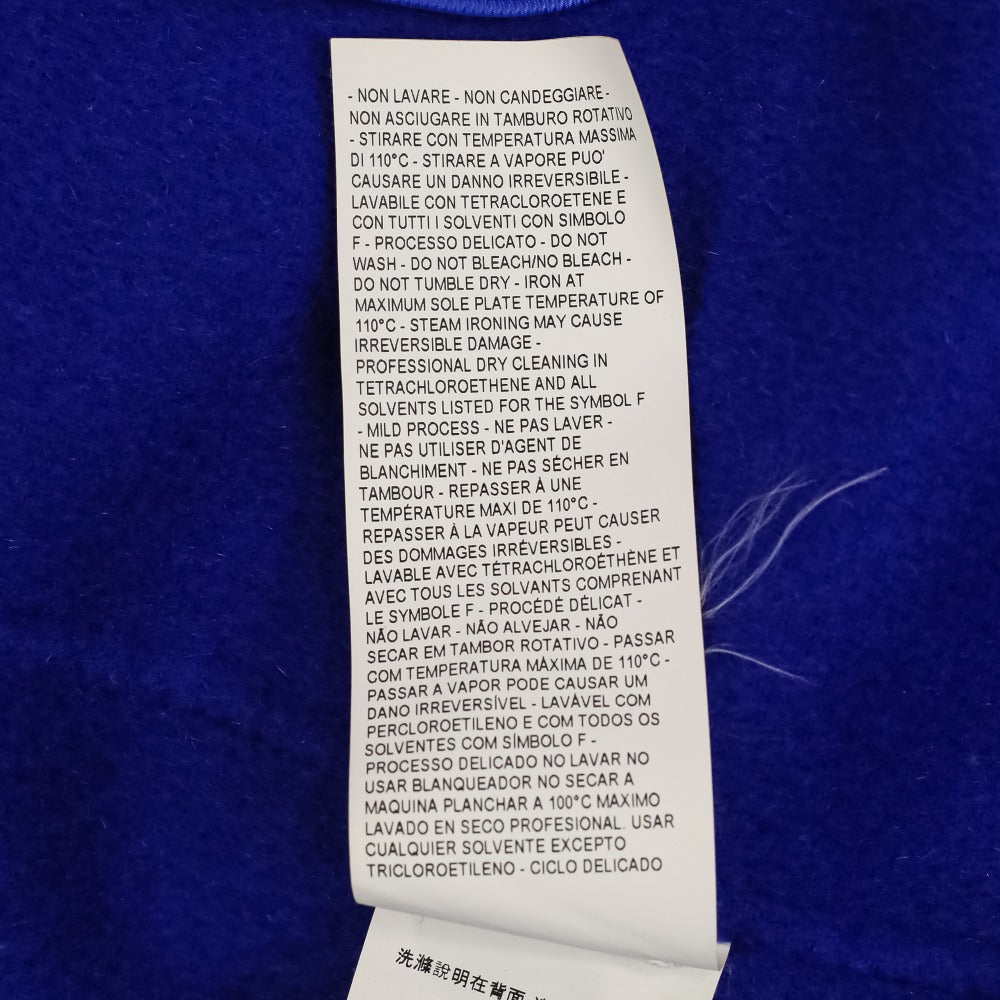 - NON LAVARE - NON CANDEGGIARE -
NON ASCIUGARE IN TAMBURO ROTATIVO
- STIRARE CON TEMPERATURA MASSIMA
DI 110°C - STIRARE A VAPORE PUO'
CAUSARE UN DANNO IRREVERSIBILE -
LAVABILE CON TETRACLOROETENE E
CON TUTTI I SOLVENTI CON SIMBOLO
F - PROCESSO DELICATO - DO NOT
WASH - DO NOT BLEACH/NO BLEACH -
DO NOT TUMBLE DRY - IRON AT
MAXIMUM SOLE PLATE TEMPERATURE OF
110°C - STEAM IRONING MAY CAUSE
IRREVERSIBLE DAMAGE -
PROFESSIONAL DRY CLEANING IN
TETRACHLOROETHENE AND ALL
SOLVENTS LISTED FOR THE SYMBOL F
- MILD PROCESS - NE PAS LAVER -
NE PAS UTILISER D'AGENT DE
BLANCHIMENT - NE PAS SÉCHER EN
TAMBOUR - REPASSER À UNE
TEMPÉRATURE MAXI DE 110°C -
REPASSER À LA VAPEUR PEUT CAUSER
DES DOMMAGES IRRÉVERSIBLES -
LAVABLE AVEC TÉTRACHLOROÉTHÈNE ET
AVEC TOUS LES SOLVANTS COMPRENANT
LE SYMBOLE F - PROCÉDÉ DÉLICAT -
NÃO LAVAR - NÃO ALVEJAR - NÃO
SECAR EM TAMBOR ROTATIVO - PASSAR
COM TEMPERATURA MÁXIMA DE 110°C -
PASSAR A VAPOR PODE CAUSAR UM
DANO IRREVERSÍVEL - LAVÁVEL COM
PERCLOROETILENO E COM TODOS OS
SOLVENTES COM SÍMBOLO F -
PROCESSO DELICADO NO LAVAR NO
USAR BLANQUEADOR NO SECAR A
MAQUINA PLANCHAR A 100°C MAXIMO
LAVADO EN SECO PROFESIONAL. USAR
CUALQUIER SOLVENTE EXCEPTO
TRICLOROETILENO - CICLO DELICADO
洗滌說明在背面